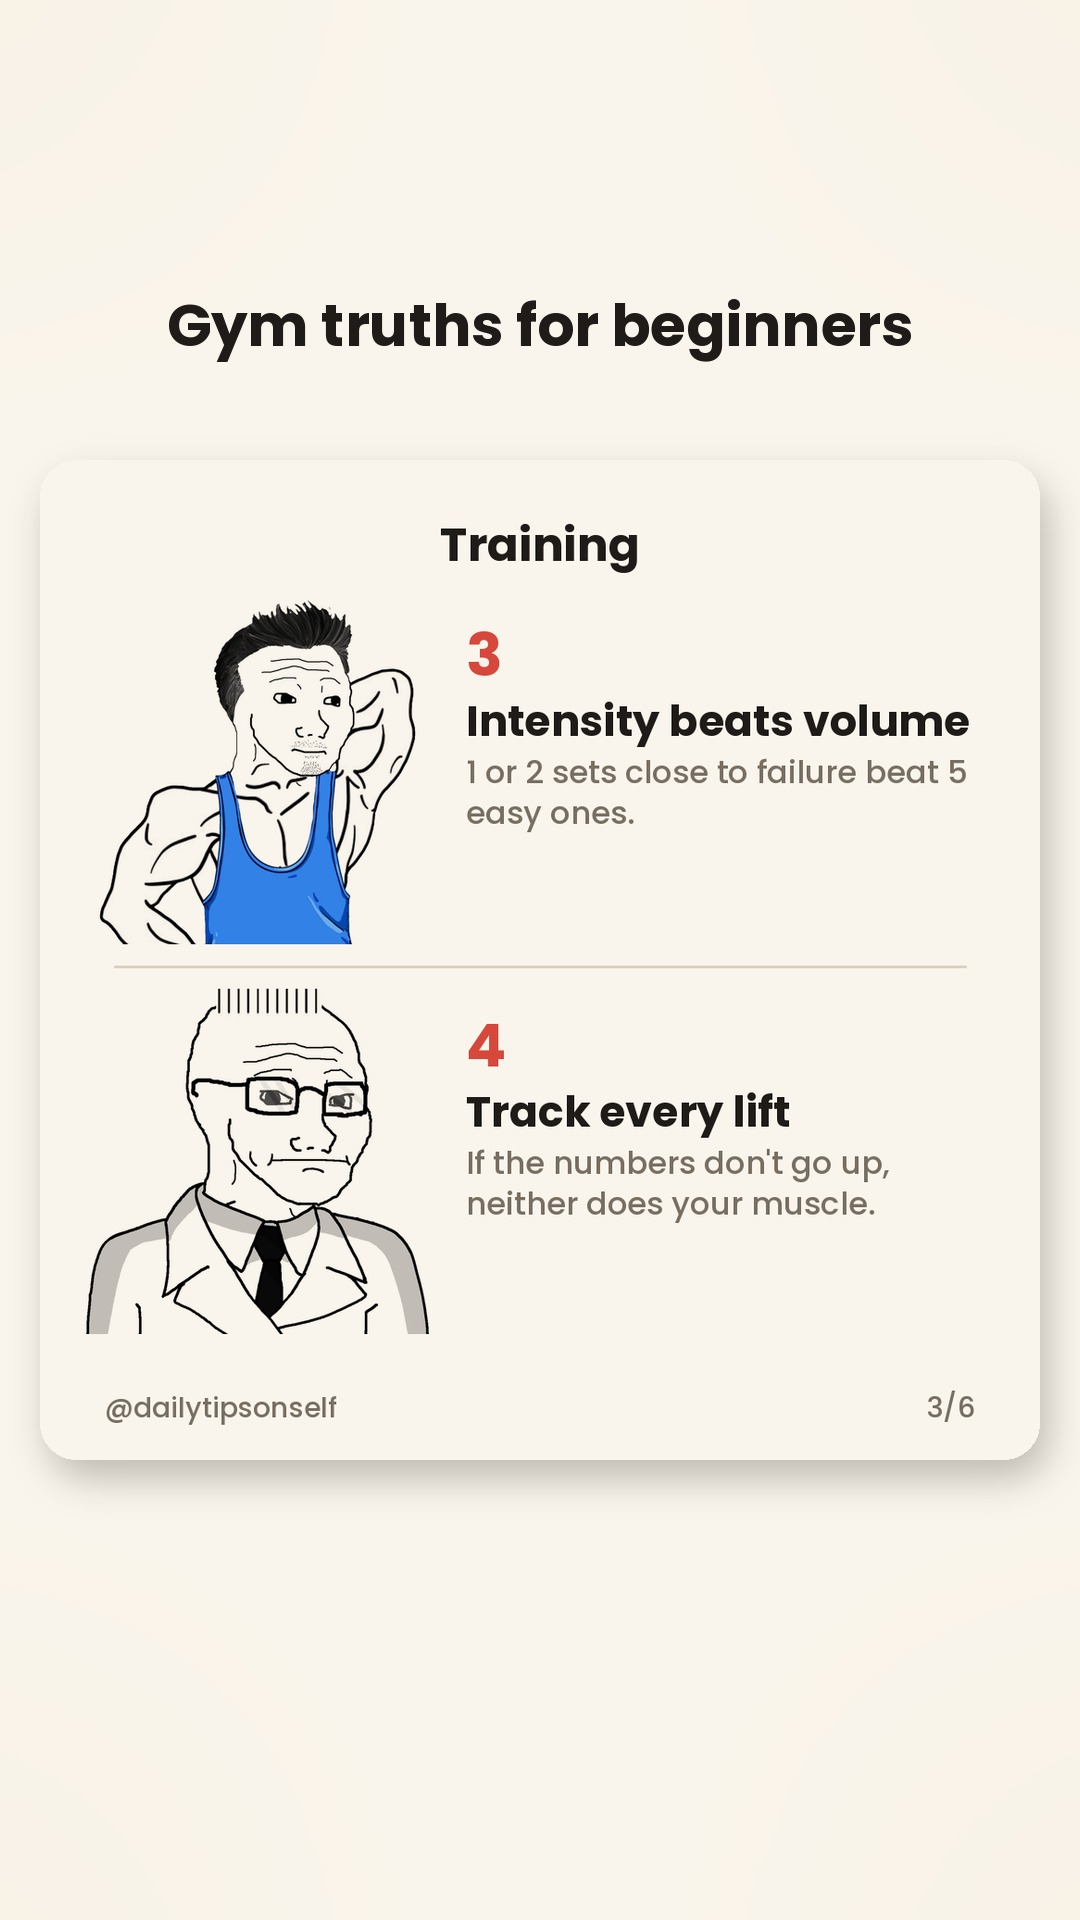 Gym truths for beginners
Training
3
Intensity beats volume
1 or 2 sets close to failure beat 5
easy ones.
4
Track every lift
If the numbers don't go up,
neither does your muscle.
@dailytipsonself
3/6